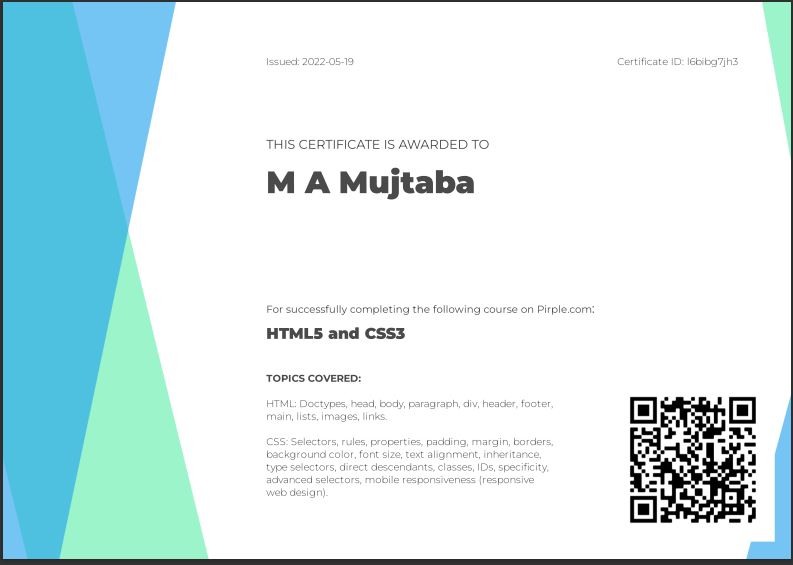 Issued: 2022-05-19
Certificate ID: l6bibg7jh3
THIS CERTIFICATE IS AWARDED TO
M A Mujtaba
For successfully completing the following course on Pirple.com:
HTML5 and CSS3
TOPICS COVERED:
HTML: Doctypes, head, body, paragraph, div, header, footer,
main, lists, images, links.
CSS: Selectors, rules, properties, padding, margin, borders,
background color, font size, text alignment, inheritance,
type selectors, direct descendants, classes, IDs, specificity,
advanced selectors, mobile responsiveness (responsive
web design).